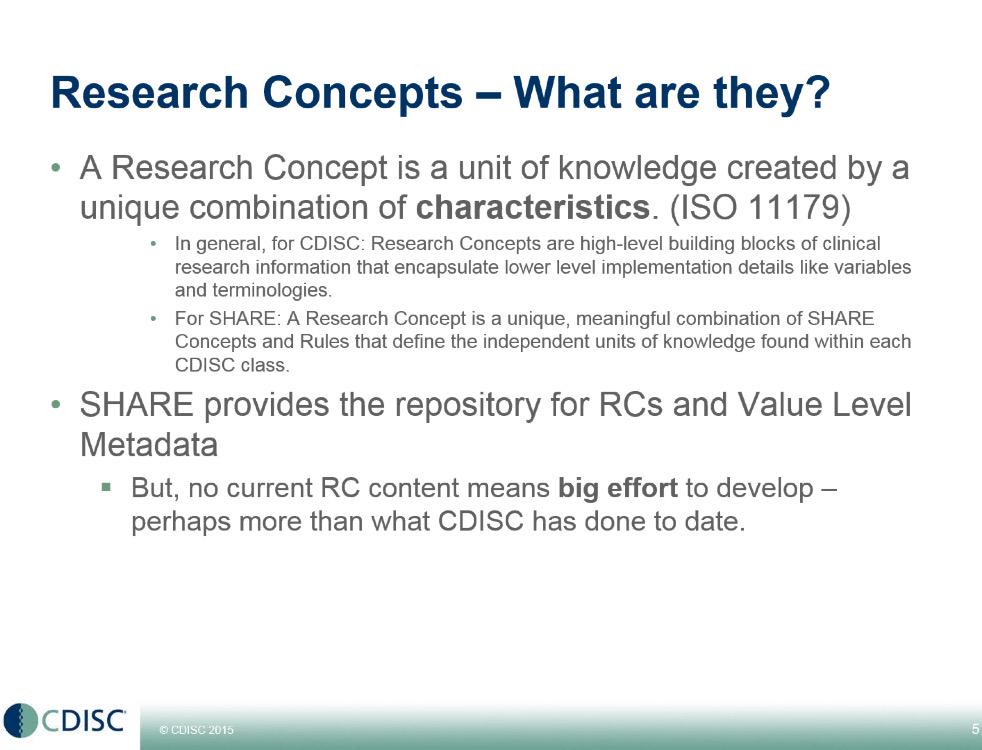 Research Concepts – What are they?
• A Research Concept is a unit of knowledge created by a
unique combination of characteristics. (ISO 11179)
• In general, for CDISC: Research Concepts are high-level building blocks of clinical
research information that encapsulate lower level implementation details like variables
and terminologies.
• For SHARE: A Research Concept is a unique, meaningful combination of SHARE
Concepts and Rules that define the independent units of knowledge found within each
CDISC class.
• SHARE provides the repository for RCs and Value Level
Metadata
▪ But, no current RC content means big effort to develop –
perhaps more than what CDISC has done to date.
CDISC
© CDISC 2015
5